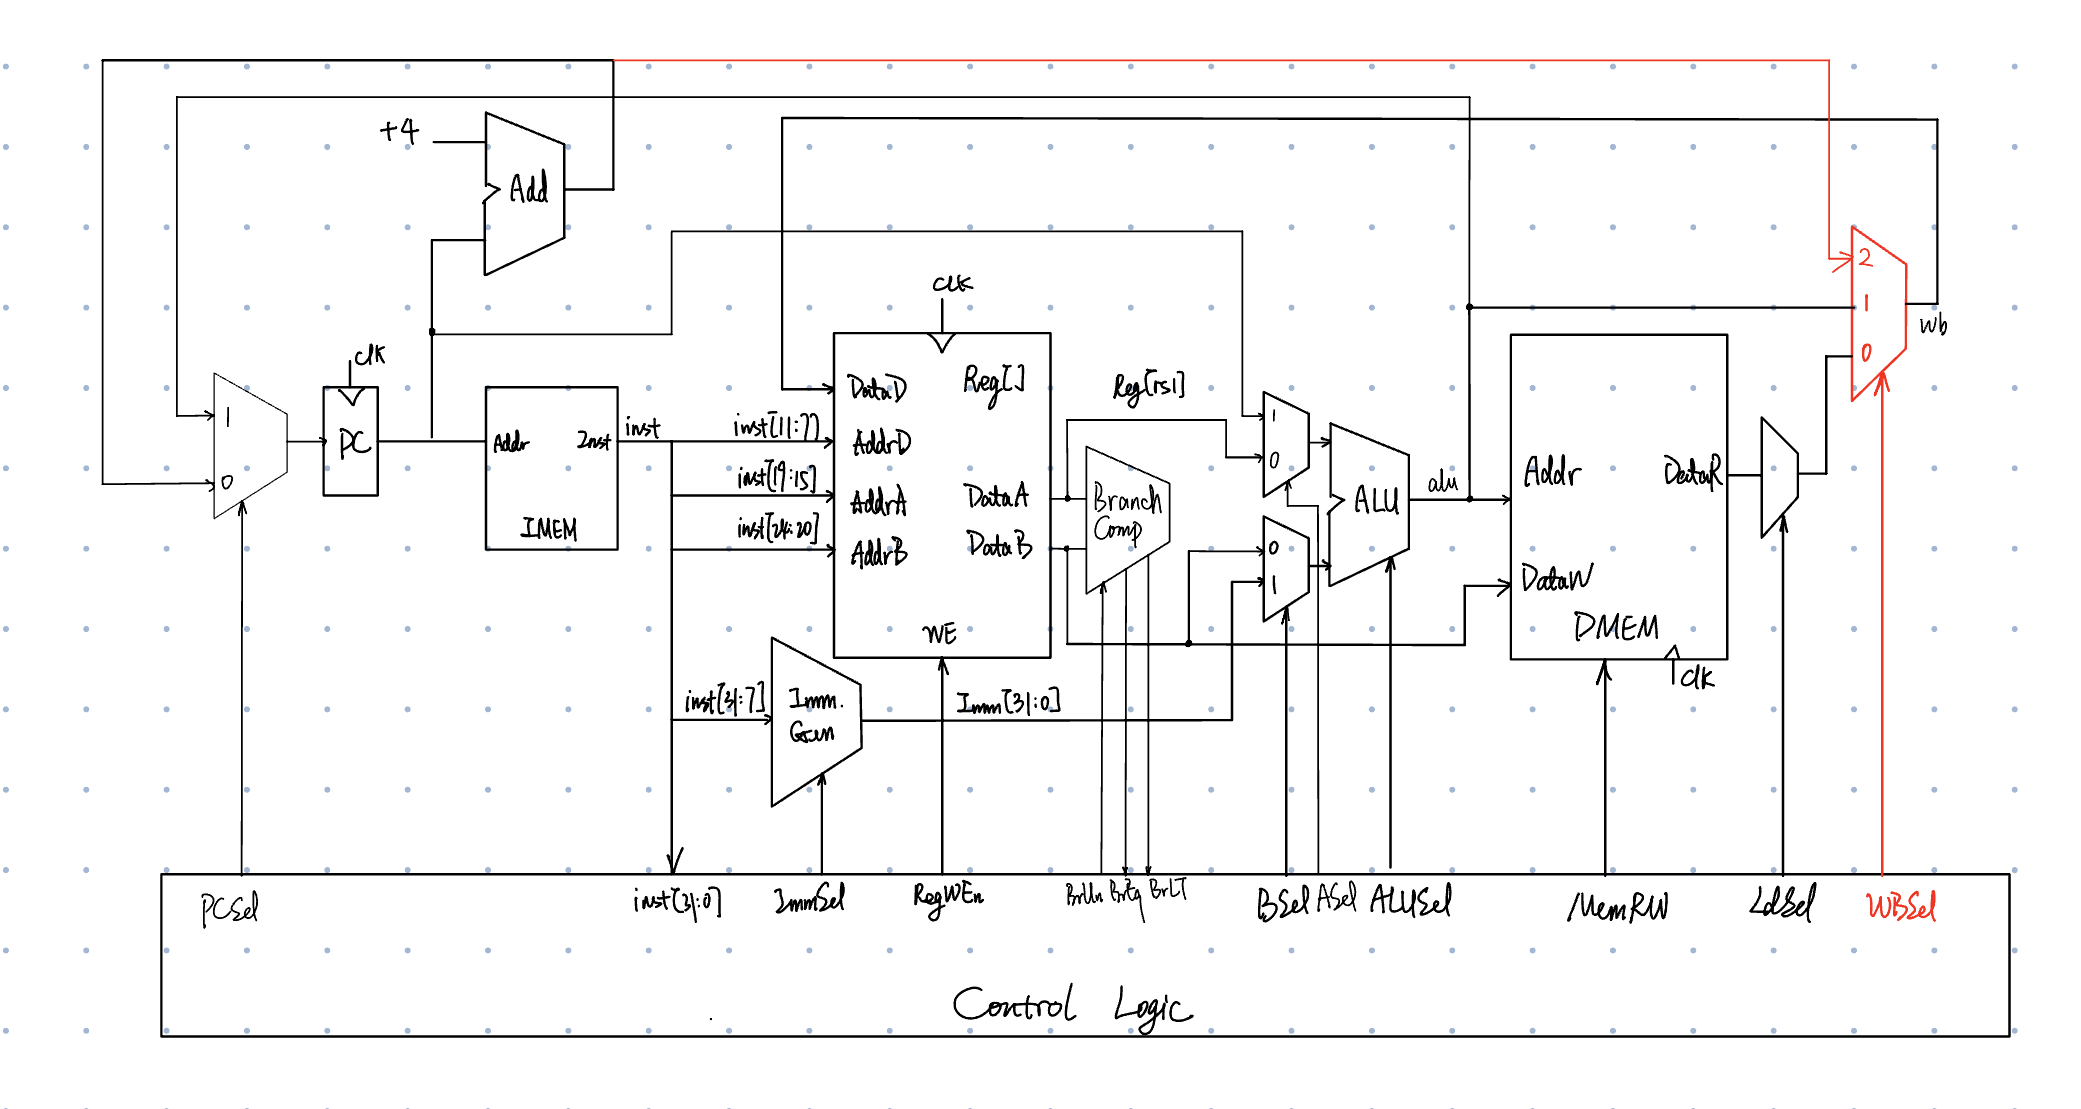 +4
Add
clk
2
1
wb
0
clk
Reg[]
Reg[rs1]
1
0
PC
Addr
Inst
IMEM
inst
inst[11:7]
inst[19:15]
inst[24:20]
DataD
AddrD
AddrA
AddrB
DataA
DataB
WE
Branch
Comp
1
0
0
1
ALU
alu
Addr
DataR
DataW
DMEM
clk
inst[31:7]
Imm.
Gen
Imm[31:0]
PCSel
inst[31:0]
ImmSel
RegWEn
BrUn
BrEq
BrLT
BSel
ASel
ALUSel
MemRW
LdSel
WBSel
Control Logic